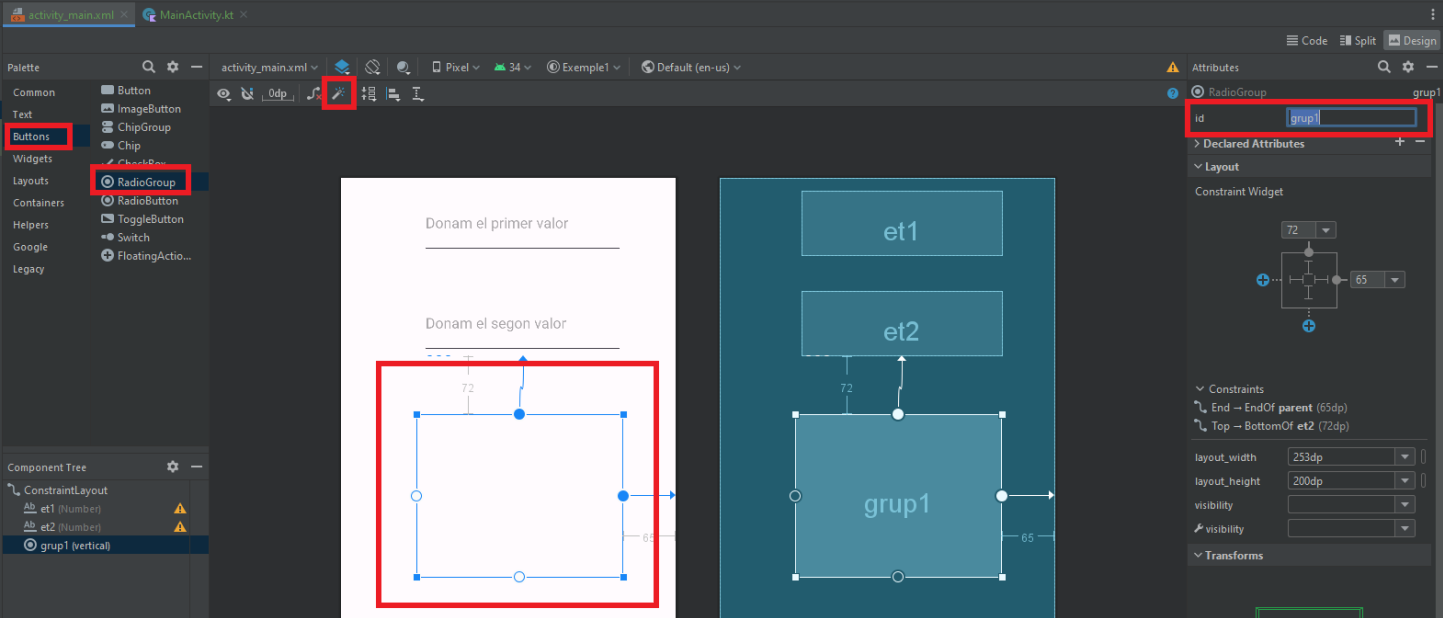 activity_main.xml
MainActivity.kt
Code
Split
Design
Palette
activity_main.xml
Pixel
34
Exemple1
Default (en-us)
Attributes
Common
Text
Buttons
Widgets
Layouts
Containers
Helpers
Google
Legacy
Button
ImageButton
ChipGroup
Chip
CheckBox
RadioGroup
RadioButton
ToggleButton
Switch
FloatingActio...
0dp
Donam el primer valor
Donam el segon valor
72
65
et1
et2
72
grup1
65
RadioGroup
grup1
id
grup1
Declared Attributes
Layout
Constraint Widget
72
65
Constraints
End → EndOf parent (65dp)
Top → BottomOf et2 (72dp)
layout_width
253dp
layout_height
200dp
visibility
visibility
Transforms
Component Tree
ConstraintLayout
Ab et1 (Number)
Ab et2 (Number)
grup1 (vertical)